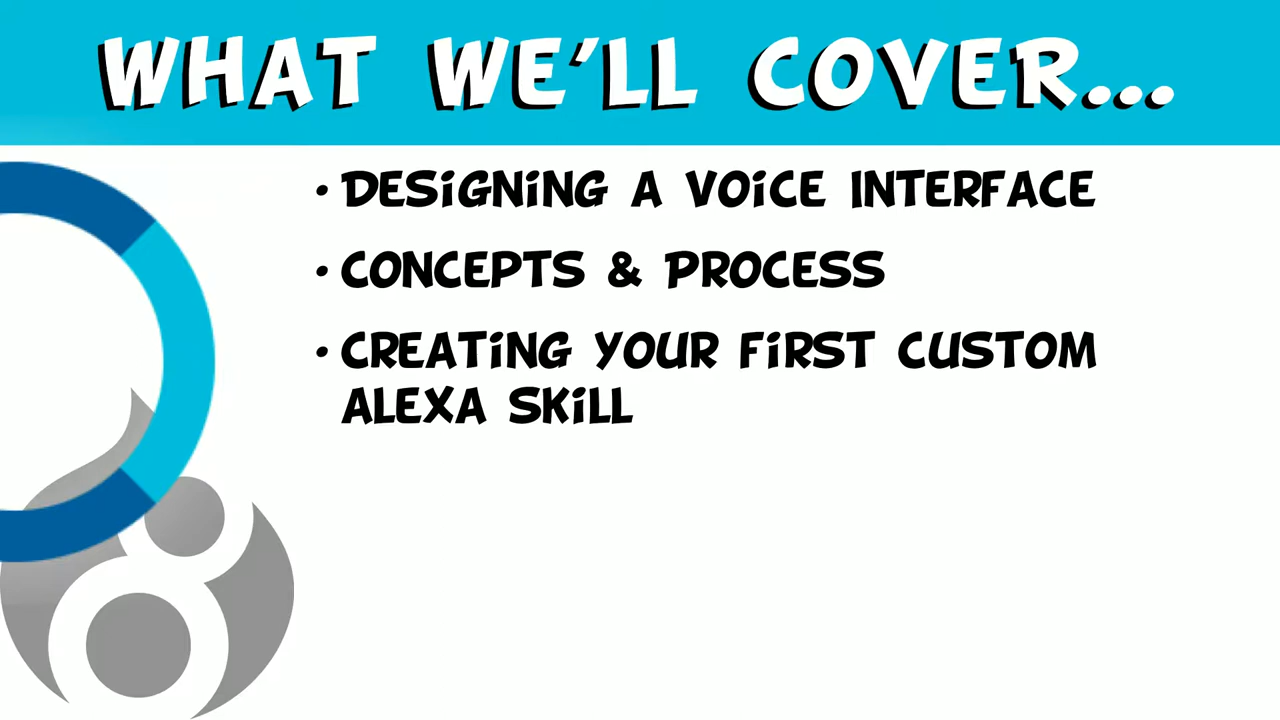 WHAT WE'LL COVER...
• DESIGNING A VOICE INTERFACE
• CONCEPTS & PROCESS
• CREATING YOUR FIRST CUSTOM
ALEXA SKILL